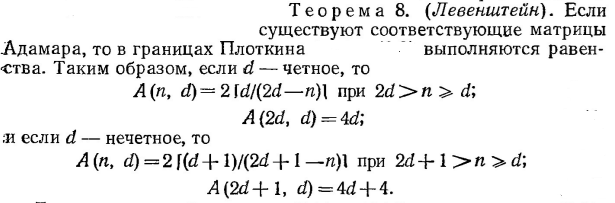 Теорема 8. (Левенштейн). Если
существуют соответствующие матрицы
Адамара, то в границах Плоткина выполняются равен-
ства. Таким образом, если d — четное, то
A (n, d) = 2 ⌈d/(2d—n)⌉ при 2d > n ⩾ d;
A (2d, d) = 4d;
и если d — нечетное, то
A (n, d) = 2 ⌈(d + 1)/(2d + 1 —n)⌉ при 2d + 1 > n ⩾ d;
A (2d + 1, d) = 4d + 4.